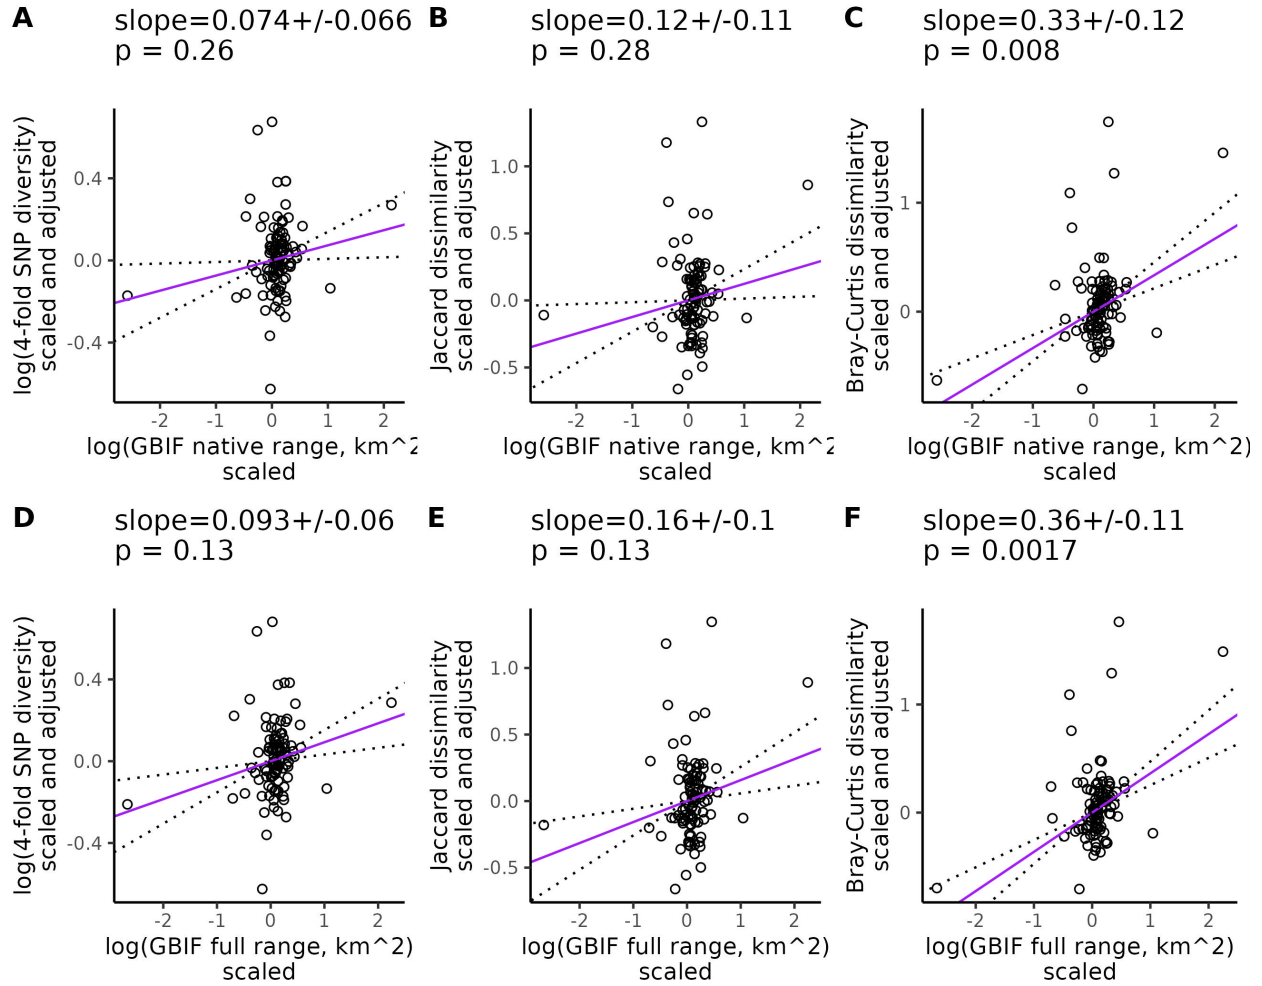 A
slope=0.074+/-0.066
p = 0.26
log(4-fold SNP diversity)
scaled and adjusted
0.4
0.0
-0.4
-2
-1
0
1
2
log(GBIF native range, km^2
scaled
B
slope=0.12+/-0.11
p = 0.28
Jaccard dissimilarity
scaled and adjusted
1.0
0.5
0.0
-0.5
-2
-1
0
1
2
log(GBIF native range, km^2
scaled
C
slope=0.33+/-0.12
p = 0.008
Bray-Curtis dissimilarity
scaled and adjusted
1
0
-2
-1
0
1
2
log(GBIF native range, km^2)
scaled
D
slope=0.093+/-0.06
p = 0.13
log(4-fold SNP diversity)
scaled and adjusted
0.4
0.0
-0.4
-2
-1
0
1
2
log(GBIF full range, km^2)
scaled
E
slope=0.16+/-0.1
p = 0.13
Jaccard dissimilarity
scaled and adjusted
1.0
0.5
0.0
-0.5
-2
-1
0
1
2
log(GBIF full range, km^2)
scaled
F
slope=0.36+/-0.11
p = 0.0017
Bray-Curtis dissimilarity
scaled and adjusted
1
0
-2
-1
0
1
2
log(GBIF full range, km^2)
scaled